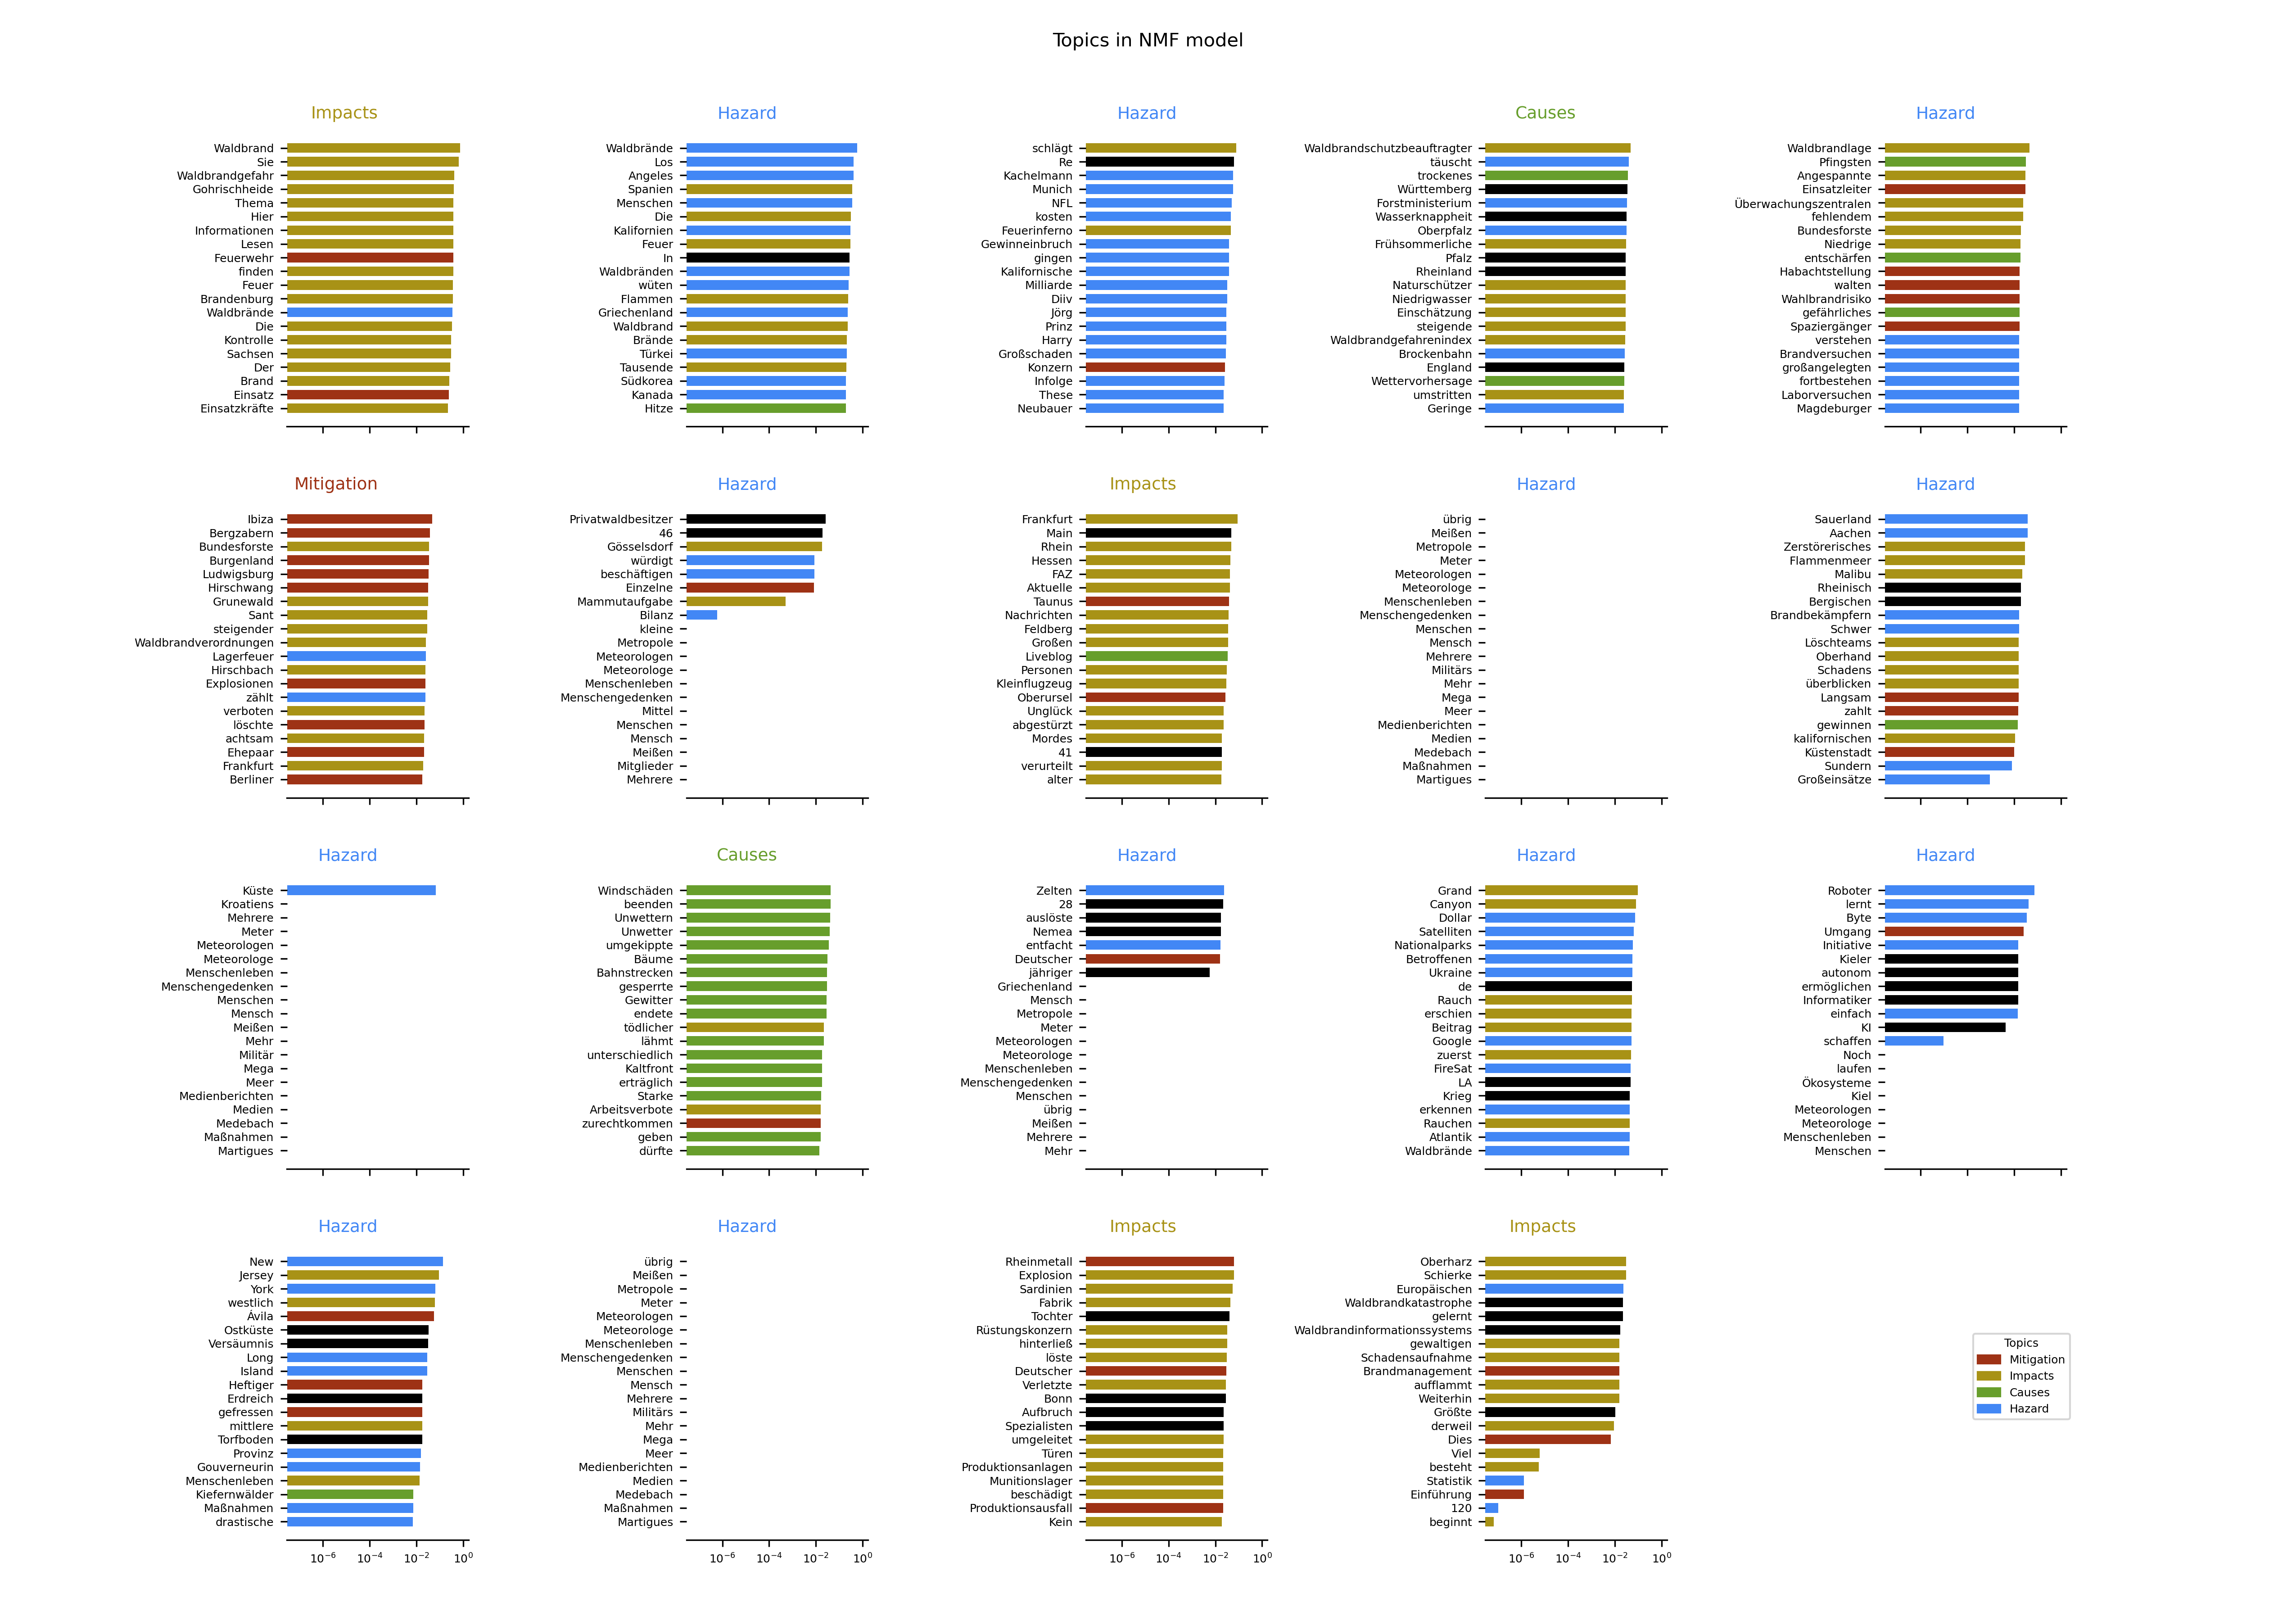 Topics in NMF model
Impacts
Waldbrand
Sie
Waldbrandgefahr
Gohrischheide
Thema
Hier
Informationen
Lesen
Feuerwehr
finden
Feuer
Brandenburg
Waldbrände
Die
Kontrolle
Sachsen
Der
Brand
Einsatz
Einsatzkräfte
Hazard
Waldbrände
Los
Angeles
Spanien
Menschen
Die
Kalifornien
Feuer
In
Waldbränden
wüten
Flammen
Griechenland
Waldbrand
Brände
Türkei
Tausende
Südkorea
Kanada
Hitze
Hazard
schlägt
Re
Kachelmann
Munich
NFL
kosten
Feuerinferno
Gewinneinbruch
gingen
Kalifornische
Milliarde
Diiv
Jörg
Prinz
Harry
Großschaden
Konzern
Infolge
These
Neubauer
Causes
Waldbrandschutzbeauftragter
täuscht
trockenes
Württemberg
Forstministerium
Wasserknappheit
Oberpfalz
Frühsommerliche
Pfalz
Rheinland
Naturschützer
Niedrigwasser
Einschätzung
steigende
Waldbrandgefahrenindex
Brockenbahn
England
Wettervorhersage
umstritten
Geringe
Hazard
Waldbrandlage
Pfingsten
Angespannte
Einsatzleiter
Überwachungszentralen
fehlendem
Bundesforste
Niedrige
entschärfen
Habachtstellung
walten
Wahlbrandrisiko
gefährliches
Spaziergänger
verstehen
Brandversuchen
großangelegten
fortbestehen
Laborversuchen
Magdeburger
Mitigation
Ibiza
Bergzabern
Bundesforste
Burgenland
Ludwigsburg
Hirschwang
Grunewald
Sant
steigender
Waldbrandverordnungen
Lagerfeuer
Hirschbach
Explosionen
zählt
verboten
löschte
achtsam
Ehepaar
Frankfurt
Berliner
Hazard
Privatwaldbesitzer
46
Gösselsdorf
würdigt
beschäftigen
Einzelne
Mammutaufgabe
Bilanz
kleine
Metropole
Meteorologen
Meteorologe
Menschenleben
Menschengedenken
Mittel
Menschen
Mensch
Meißen
Mitglieder
Mehrere
Impacts
Frankfurt
Main
Rhein
Hessen
FAZ
Aktuelle
Taunus
Nachrichten
Feldberg
Großen
Liveblog
Personen
Kleinflugzeug
Oberursel
Unglück
abgestürzt
Mordes
41
verurteilt
alter
Hazard
übrig
Meißen
Metropole
Meter
Meteorologen
Meteorologe
Menschenleben
Menschengedenken
Menschen
Mensch
Mehrere
Militärs
Mehr
Mega
Meer
Medienberichten
Medien
Medebach
Maßnahmen
Martigues
Hazard
Sauerland
Aachen
Zerstörerisches
Flammenmeer
Malibu
Rheinisch
Bergischen
Brandbekämpfern
Schwer
Löschteams
Oberhand
Schadens
überblicken
Langsam
zahlt
gewinnen
kalifornischen
Küstenstadt
Sundern
Großeinsätze
Hazard
Küste
Kroatiens
Mehrere
Meter
Meteorologen
Meteorologe
Menschenleben
Menschengedenken
Menschen
Mensch
Meißen
Mehr
Militär
Mega
Meer
Medienberichten
Medien
Medebach
Maßnahmen
Martigues
Causes
Windschäden
beenden
Unwettern
Unwetter
umgekippte
Bäume
Bahnstrecken
gesperrte
Gewitter
endete
tödlicher
lähmt
unterschiedlich
Kaltfront
erträglich
Starke
Arbeitsverbote
zurechtkommen
geben
dürfte
Hazard
Zelten
28
auslöste
Nemea
entfacht
Deutscher
jähriger
Griechenland
Mensch
Metropole
Meter
Meteorologen
Meteorologe
Menschenleben
Menschengedenken
Menschen
übrig
Meißen
Mehrere
Mehr
Hazard
Grand
Canyon
Dollar
Satelliten
Nationalparks
Betroffenen
Ukraine
de
Rauch
erschien
Beitrag
Google
zuerst
FireSat
LA
Krieg
erkennen
Rauchen
Atlantik
Waldbrände
Hazard
Roboter
lernt
Byte
Umgang
Initiative
Kieler
autonom
ermöglichen
Informatiker
einfach
KI
schaffen
Noch
laufen
Ökosysteme
Kiel
Meteorologen
Meteorologe
Menschenleben
Menschen
Hazard
New
Jersey
York
westlich
Ávila
Ostküste
Versäumnis
Long
Island
Heftiger
Erdreich
gefressen
mittlere
Torfboden
Provinz
Gouverneurin
Menschenleben
Kiefernwälder
Maßnahmen
drastische
10⁻⁶ 10⁻⁴ 10⁻² 10⁰
Hazard
übrig
Meißen
Metropole
Meter
Meteorologen
Meteorologe
Menschenleben
Menschengedenken
Menschen
Mensch
Mehrere
Militärs
Mehr
Mega
Meer
Medienberichten
Medien
Medebach
Maßnahmen
Martigues
10⁻⁶ 10⁻⁴ 10⁻² 10⁰
Impacts
Rheinmetall
Explosion
Sardinien
Fabrik
Tochter
Rüstungskonzern
hinterließ
löste
Deutscher
Verletzte
Bonn
Aufbruch
Spezialisten
umgeleitet
Türen
Produktionsanlagen
Munitionslager
beschädigt
Produktionsausfall
Kein
10⁻⁶ 10⁻⁴ 10⁻² 10⁰
Impacts
Oberharz
Schierke
Europäischen
Waldbrandkatastrophe
gelernt
Waldbrandinformationssystems
gewaltigen
Schadensaufnahme
Brandmanagement
aufflammt
Weiterhin
Größte
derweil
Dies
Viel
besteht
Statistik
Einführung
120
beginnt
10⁻⁶ 10⁻⁴ 10⁻² 10⁰
Topics
Mitigation
Impacts
Causes
Hazard